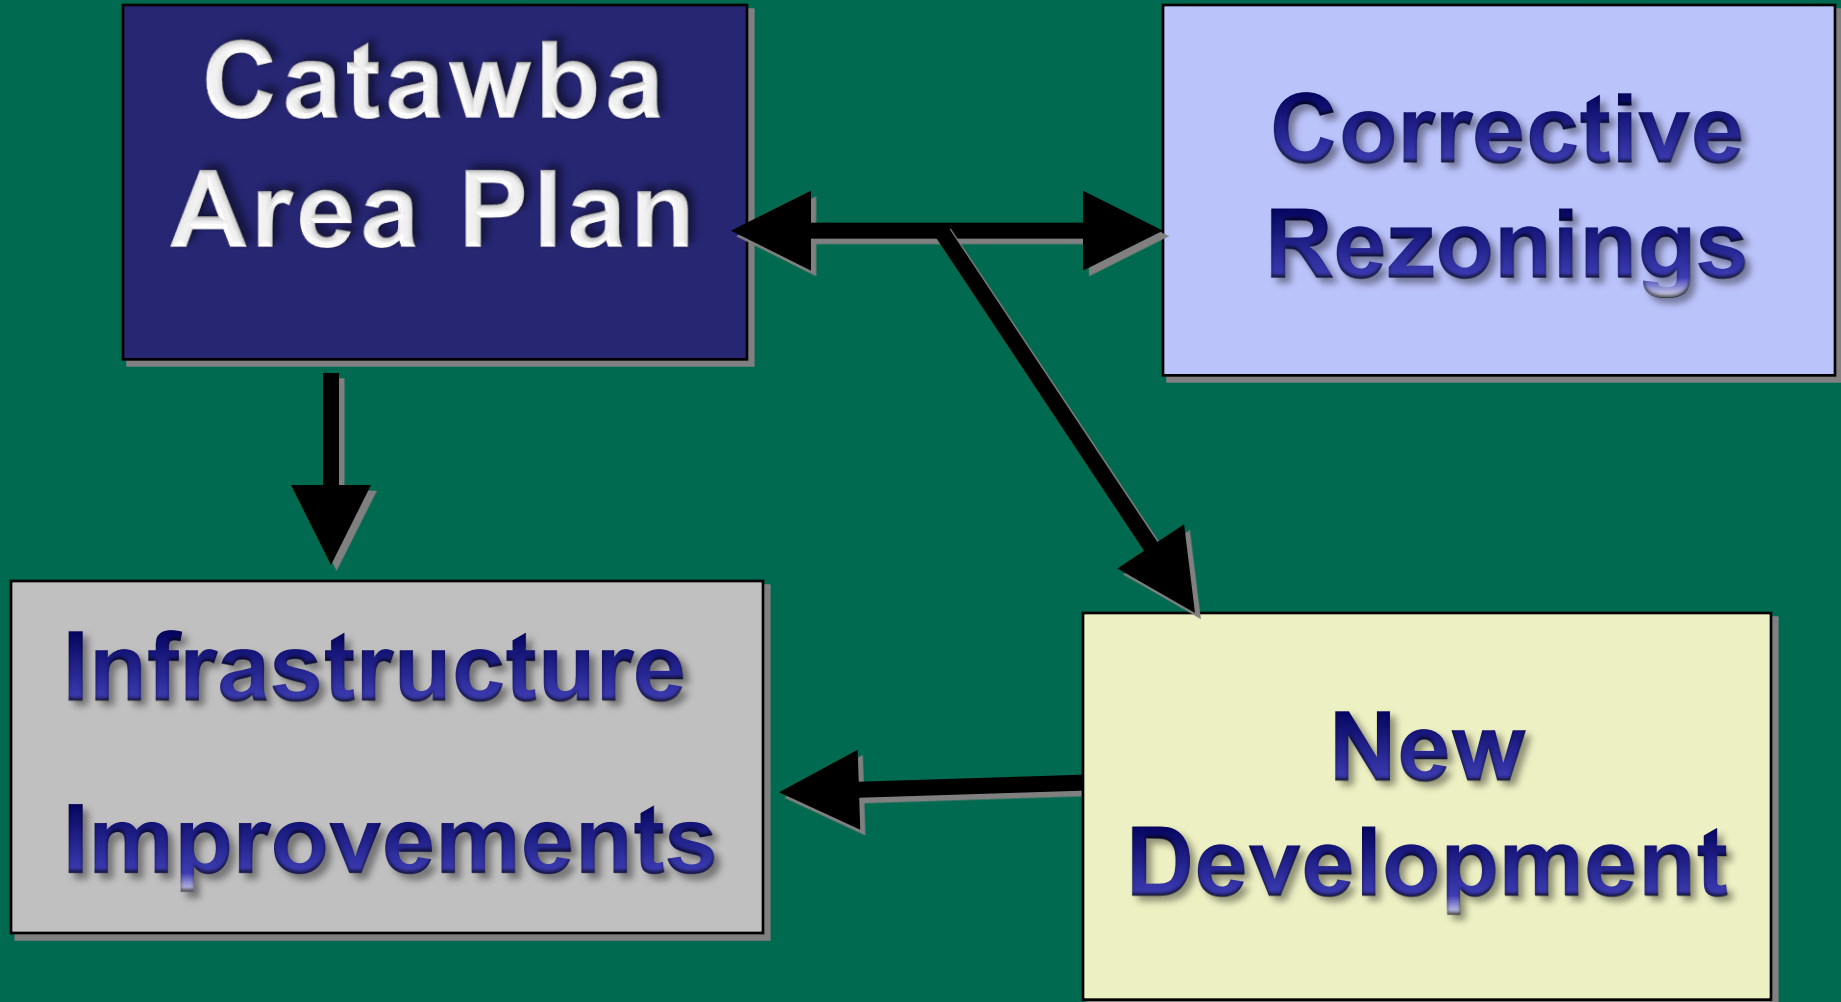 Catawba
Area Plan
Corrective
Rezonings
Infrastructure
Improvements
New
Development